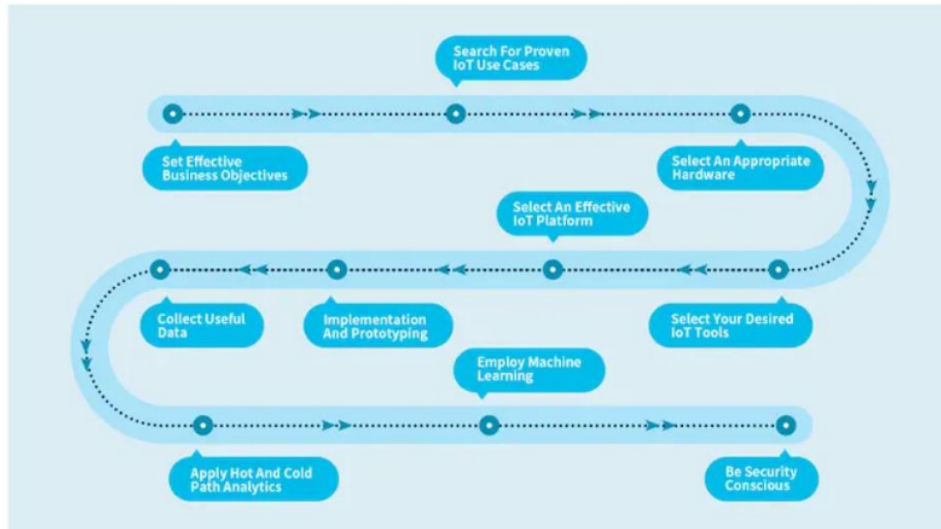 Search For Proven
IoT Use Cases
Set Effective
Business Objectives
Select An Appropriate
Hardware
Select An Effective
IoT Platform
Collect Useful
Data
Implementation
And Prototyping
Select Your Desired
IoT Tools
Employ Machine
Learning
Apply Hot And Cold
Path Analytics
Be Security
Conscious